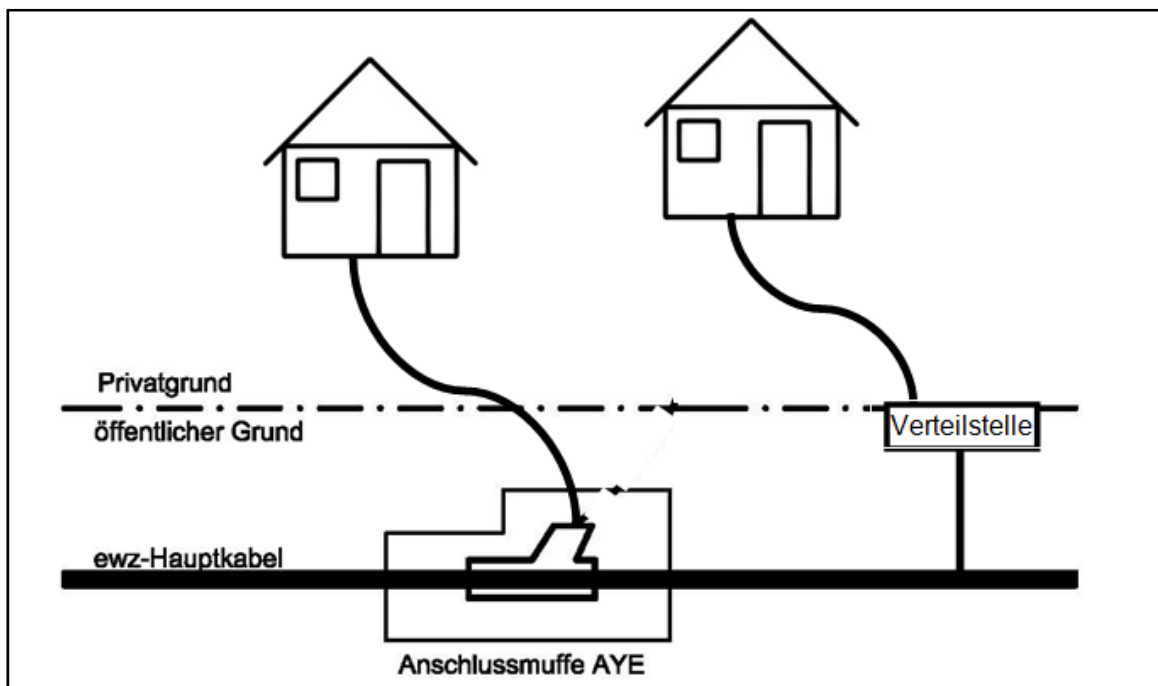 Privatgrund
öffentlicher Grund
Verteilstelle
ewz-Hauptkabel
Anschlussmuffe AYE